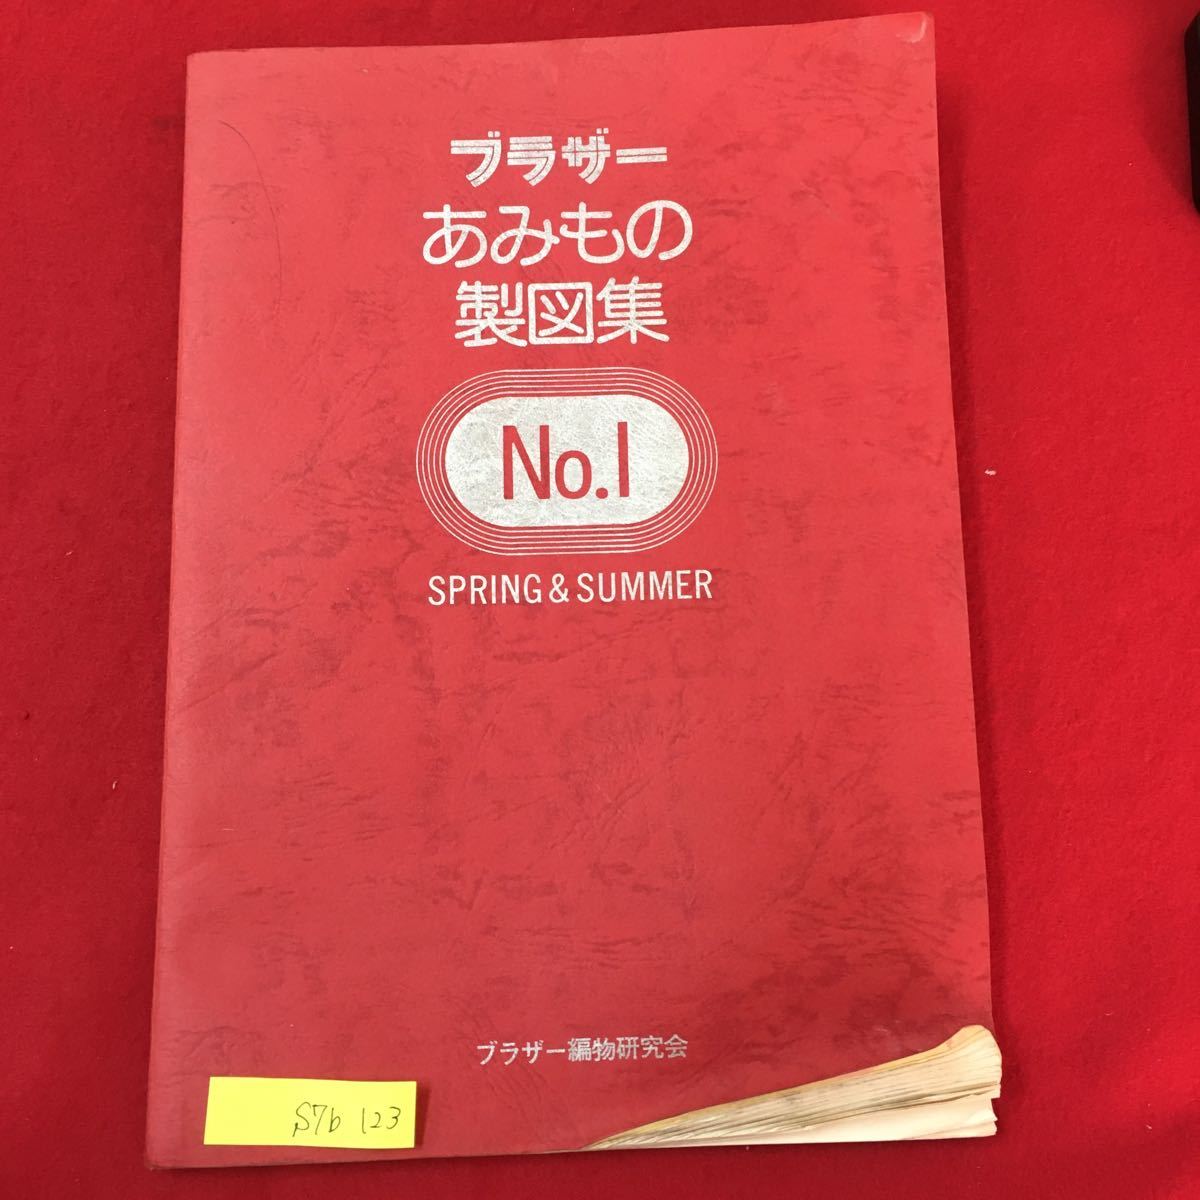 ブラザー
あみもの
製図集
No.1
SPRING & SUMMER
ブラザー編物研究会
S7b 123